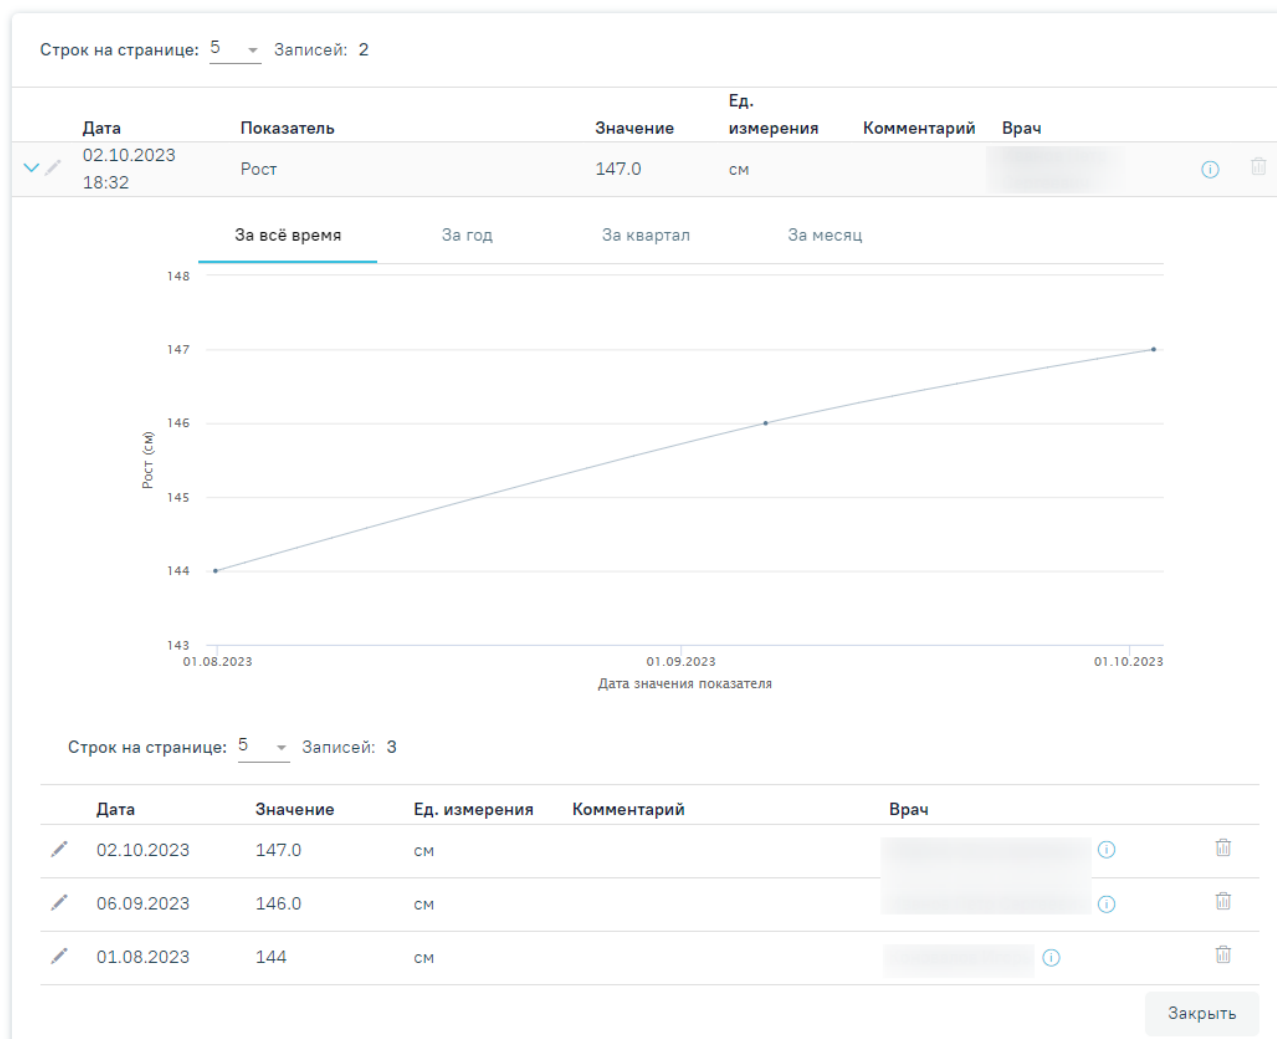 Строк на странице: 5 Записей: 2
Дата Показатель Значение Ед. измерения Комментарий Врач
02.10.2023 18:32 Рост 147.0 см
За всё время За год За квартал За месяц
148
147
146
145
144
143
Рост (см)
01.08.2023 01.09.2023 01.10.2023
Дата значения показателя
Строк на странице: 5 Записей: 3
Дата Значение Ед. измерения Комментарий Врач
02.10.2023 147.0 см
06.09.2023 146.0 см
01.08.2023 144 см
Закрыть